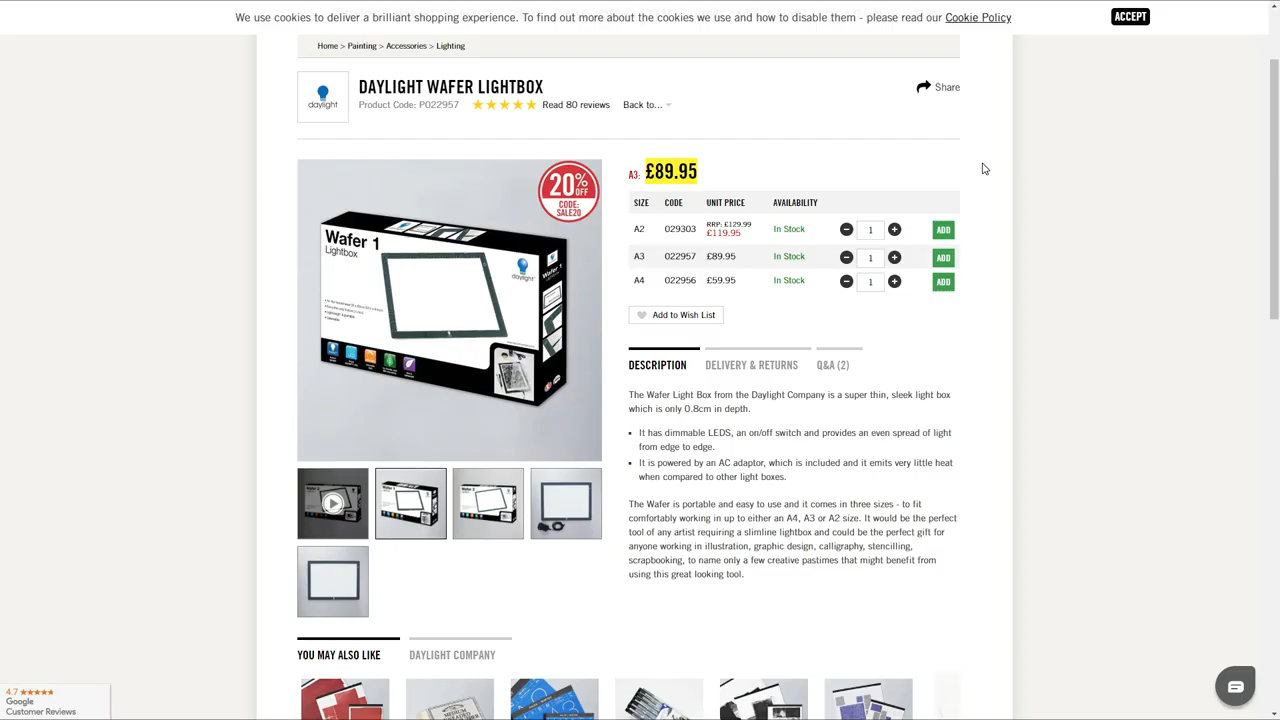 We use cookies to deliver a brilliant shopping experience. To find out more about the cookies we use and how to disable them - please read our Cookie Policy
ACCEPT
Home > Painting > Accessories > Lighting
daylight
DAYLIGHT WAFER LIGHTBOX
Product Code: P022957
Read 80 reviews
Back to...
Share
20% OFF
CODE:
SALE20
Wafer 1
Lightbox
daylight
A3: £89.95
SIZE CODE UNIT PRICE AVAILABILITY
A2 029303 RRP: £129.99 £119.95 In Stock 1 ADD
A3 022957 £89.95 In Stock 1 ADD
A4 022956 £59.95 In Stock 1 ADD
Add to Wish List
DESCRIPTION DELIVERY & RETURNS Q&A (2)
The Wafer Light Box from the Daylight Company is a super thin, sleek light box
which is only 0.8cm in depth.
It has dimmable LEDS, an on/off switch and provides an even spread of light
from edge to edge.
It is powered by an AC adaptor, which is included and it emits very little heat
when compared to other light boxes.
The Wafer is portable and easy to use and it comes in three sizes - to fit
comfortably working in up to either an A4, A3 or A2 size. It would be the perfect
tool of any artist requiring a slimline lightbox and could be the perfect gift for
anyone working in illustration, graphic design, calligraphy, stencilling,
scrapbooking, to name only a few creative pastimes that might benefit from
using this great looking tool.
YOU MAY ALSO LIKE DAYLIGHT COMPANY
4.7
Google
Customer Reviews